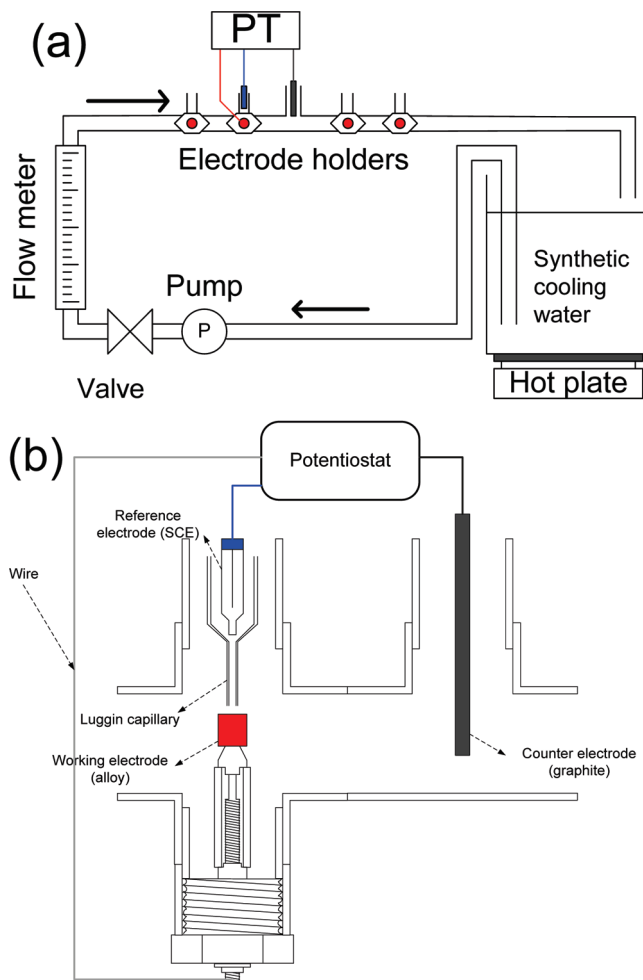 (a)
PT
Electrode holders
Flow meter
Pump
P
Valve
Synthetic
cooling
water
Hot plate
(b)
Potentiostat
Reference
electrode (SCE)
Wire
Luggin capillary
Working electrode
(alloy)
Counter electrode
(graphite)